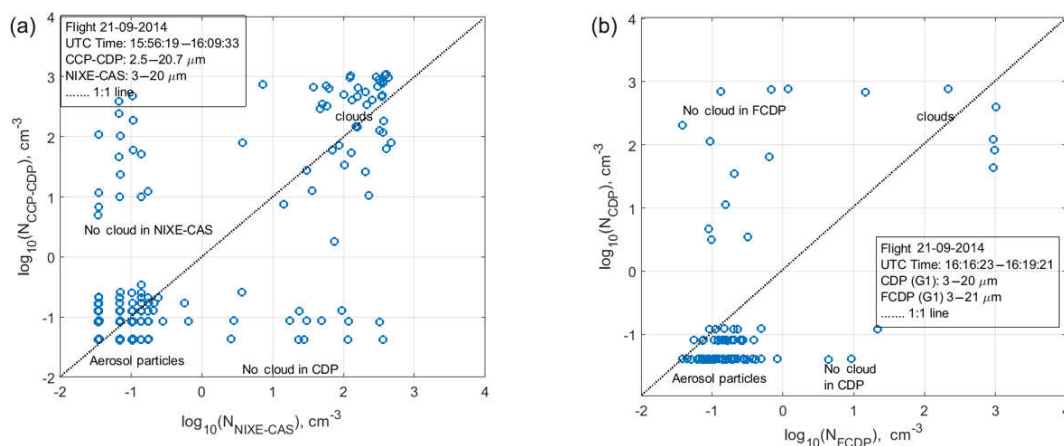 (a)
Flight 21-09-2014
UTC Time: 15:56:19–16:09:33
CCP-CDP: 2.5–20.7 μm
NIXE-CAS: 3–20 μm
....... 1:1 line
clouds
No cloud in NIXE-CAS
Aerosol particles
No cloud in CDP
4
3
2
1
0
-1
-2
-2 -1 0 1 2 3 4
log10(NCCP-CDP), cm-3
log10(NNIXE-CAS), cm-3
(b)
No cloud in FCDP
clouds
Flight 21-09-2014
UTC Time: 16:16:23–16:19:21
CDP (G1): 3–20 μm
FCDP (G1) 3–21 μm
....... 1:1 line
Aerosol particles
No cloud
in CDP
4
3
2
1
0
-1
-2
-2 -1 0 1 2 3 4
log10(NCDP), cm-3
log10(NFCDP), cm-3